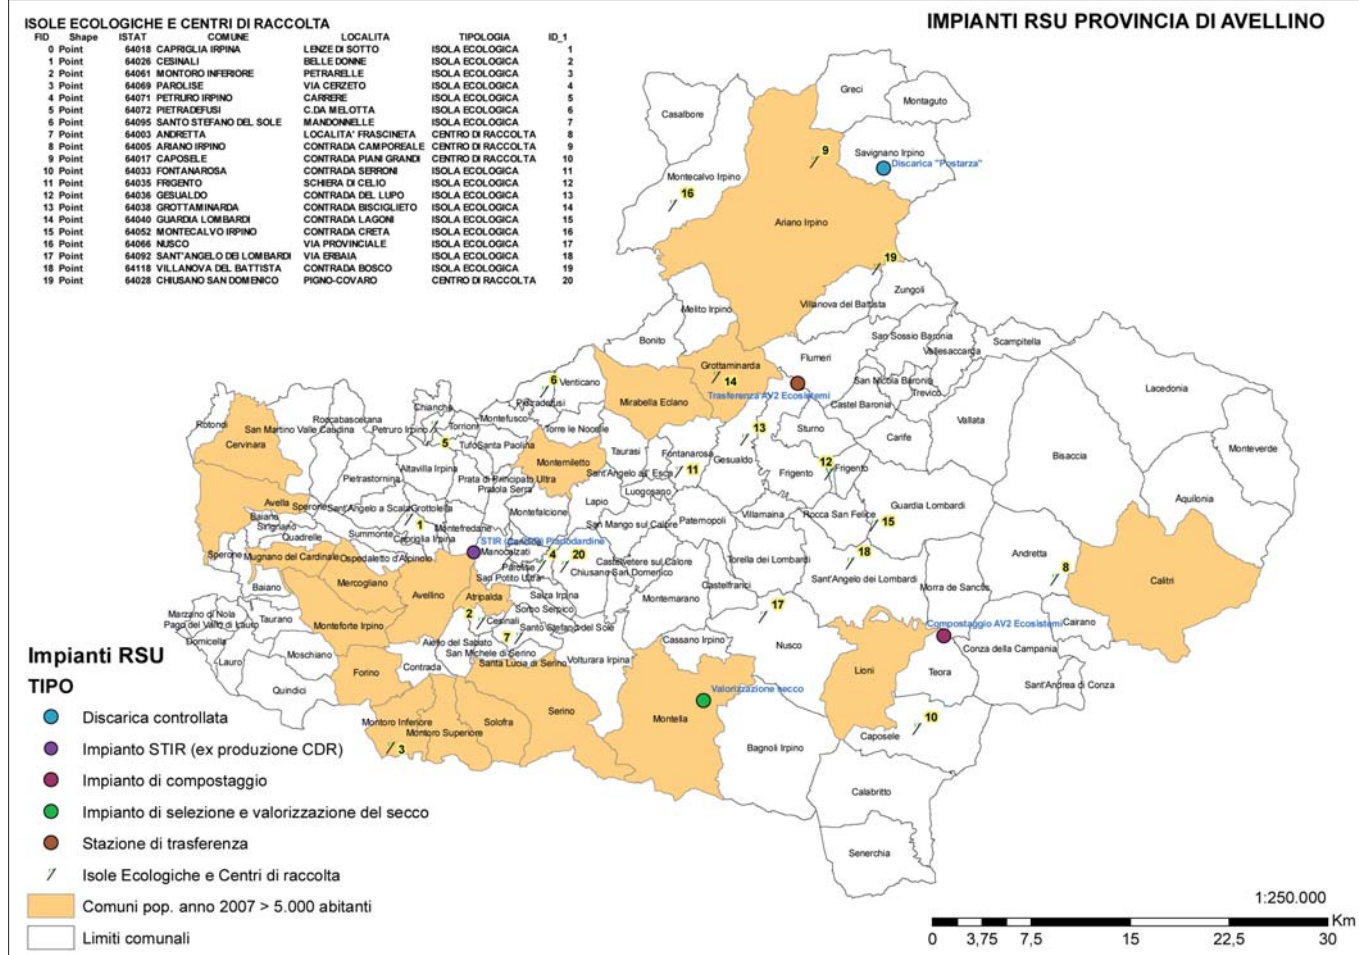 ISOLE ECOLOGICHE E CENTRI DI RACCOLTA
IMPIANTI RSU PROVINCIA DI AVELLINO
FID Shape ISTAT COMUNE LOCALITA TIPOLOGIA ID_1
0 Point 64018 CAPRIGLIA IRPINA LENZE DI SOTTO ISOLA ECOLOGICA 1
1 Point 64026 CESINALI BELLE DONNE ISOLA ECOLOGICA 2
2 Point 64061 MONTORO INFERIORE PETRARELLE ISOLA ECOLOGICA 3
3 Point 64069 PAROLISE VIA CERZETO ISOLA ECOLOGICA 4
4 Point 64071 PETRURO IRPINO CARRERE ISOLA ECOLOGICA 5
5 Point 64072 PIETRADEFUSI C.DA MELOTTA ISOLA ECOLOGICA 6
6 Point 64095 SANTO STEFANO DEL SOLE MANDONNELLE ISOLA ECOLOGICA 7
7 Point 64003 ANDRETTA LOCALITA' FRASCINETA CENTRO DI RACCOLTA 8
8 Point 64005 ARIANO IRPINO CONTRADA CAMPOREALE CENTRO DI RACCOLTA 9
9 Point 64017 CAPOSELE CONTRADA PIANI GRANDI CENTRO DI RACCOLTA 10
10 Point 64033 FONTANAROSA CONTRADA SERRONI ISOLA ECOLOGICA 11
11 Point 64035 FRIGENTO SCHIERA DI CELIO ISOLA ECOLOGICA 12
12 Point 64036 GESUALDO CONTRADA DEL LUPO ISOLA ECOLOGICA 13
13 Point 64038 GROTTAMINARDA CONTRADA BISCIGLIETO ISOLA ECOLOGICA 14
14 Point 64040 GUARDIA LOMBARDI CONTRADA LAGONI ISOLA ECOLOGICA 15
15 Point 64052 MONTECALVO IRPINO CONTRADA CRETA ISOLA ECOLOGICA 16
16 Point 64066 NUSCO VIA PROVINCIALE ISOLA ECOLOGICA 17
17 Point 64092 SANT'ANGELO DEI LOMBARDI VIA ERBAIA ISOLA ECOLOGICA 18
18 Point 64118 VILLANOVA DEL BATTISTA CONTRADA BOSCO ISOLA ECOLOGICA 19
19 Point 64028 CHIUSANO SAN DOMENICO PIGNO-COVARO CENTRO DI RACCOLTA 20
Greci
Montaguto
Casalbore
9
Savignano Irpino
Discarica "Postarza"
Montecalvo Irpino
16
Ariano Irpino
19
Zungoli
Villanova del Battista
Melito Irpino
San Sossio Baronia
Scampitella
Bonito
Vallesaccarda
Flumeri
Grottaminarda
14
San Nicola Baronia
Trevico
Lacedonia
6
Venticano
Trasferenza AV2 Ecosistemi
Mirabella Eclano
Pietradefusi
Castel Baronia
Chianche
Montefusco
Roccabascerana
Rotondi
San Martino Valle Caudina
Petruro Irpino
Torrioni
Torre le Nocelle
13
Sturno
Vallata
Carife
Cervinara
5
Tufo
Santa Paolina
Taurasi
Fontanarosa
Gesualdo
Monteverde
Bisaccia
Montemiletto
12
Frigento
Frigento
11
Altavilla Irpina
Sant'Angelo all' Esca
Pietrastornina
Prata di Principato Ultra
Pratola Serra
Luogosano
Aquilonia
Avella
Sperone
Sant'Angelo a Scala
Grottolella
Lapio
Guardia Lombardi
Montefalcione
Villamaina
Rocca San Felice
15
Baiano
Sirignano
1
Montefredane
San Mango sul Calore
Paternopoli
Quadrelle
Summonte
Capriglia Irpina
Manocalzati
4
20
18
Andretta
Sperone
Mugnano del Cardinale
Ospedaletto d'Alpinolo
Parolise
Castelvetere sul Calore
Torella dei Lombardi
8
Chiusano San Domenico
San Potito Ultra
Sant'Angelo dei Lombardi
Calitri
Mercogliano
Baiano
Castelfranci
Morra de Sanctis
Avellino
Atripalda
Salza Irpina
Montemarano
17
Marzano di Nola
Sorbo Serpico
Pago del Vallo di Lauro
Taurano
2
Cesinali
Monteforte Irpino
Santo Stefano del Sole
Compostaggio AV2 Ecosistemi
Cairano
7
Domicella
Aiello del Sabato
Cassano Irpino
Nusco
Conza della Campania
San Michele di Serino
Moschiano
Lauro
Contrada
Santa Lucia di Serino
Volturara Irpina
Forino
Lioni
Teora
Sant'Andrea di Conza
Quindici
Valorizzazione secco
Serino
Montella
Montoro Inferiore
Solofra
10
Montoro Superiore
Caposele
3
Bagnoli Irpino
Calabritto
Senerchia
Impianti RSU
TIPO
Discarica controllata
Impianto STIR (ex produzione CDR)
Impianto di compostaggio
Impianto di selezione e valorizzazione del secco
Stazione di trasferenza
Isole Ecologiche e Centri di raccolta
Comuni pop. anno 2007 > 5.000 abitanti
Limiti comunali
1:250.000
Km
0 3,75 7,5 15 22,5 30